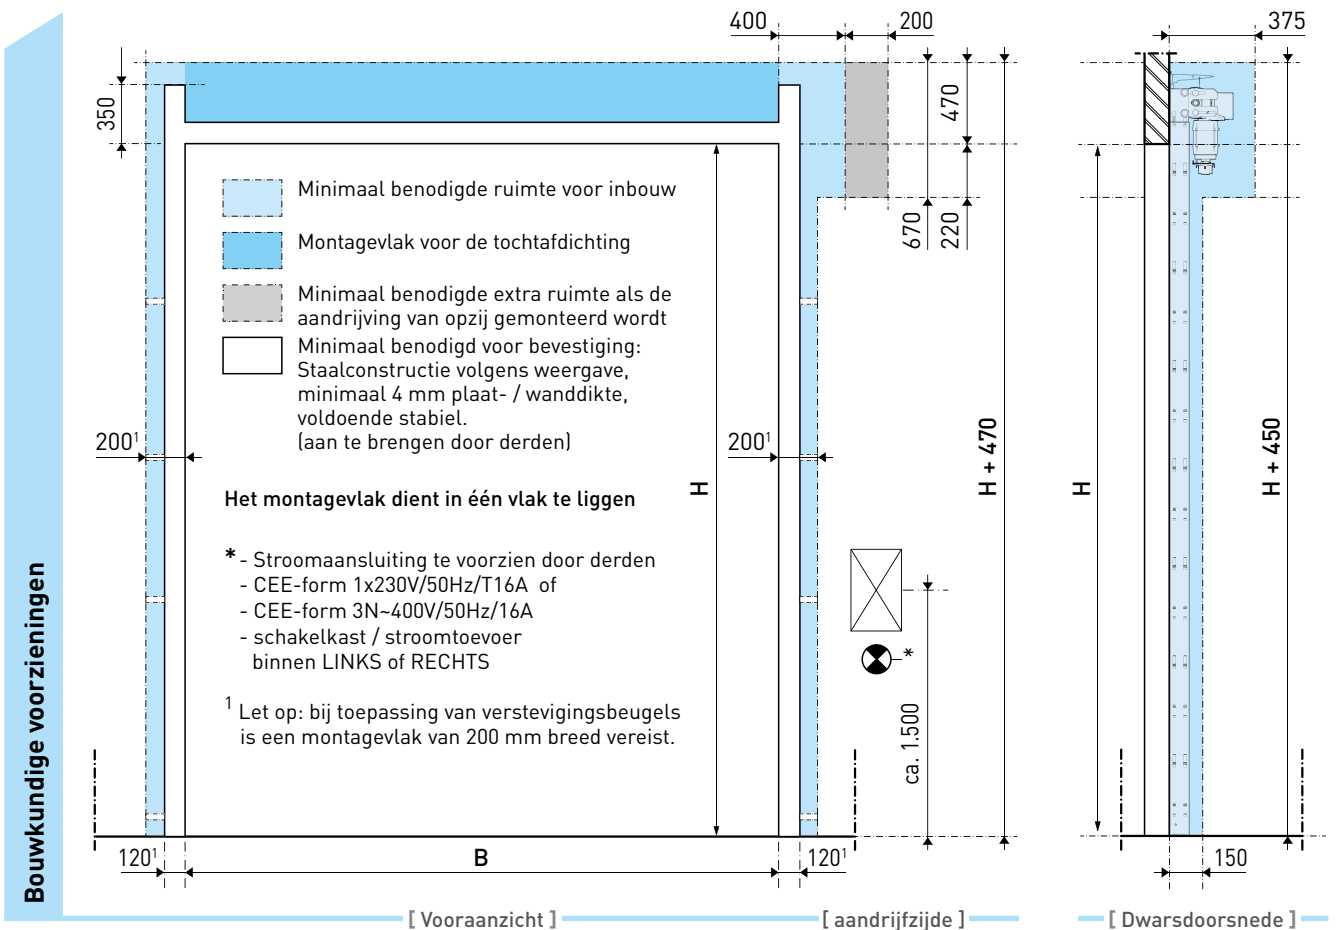 400
200
375
350
470
670
220
Minimaal benodigde ruimte voor inbouw
Montagevlak voor de tochtafdichting
Minimaal benodigde extra ruimte als de
aandrijving van opzij gemonteerd wordt
Minimaal benodigd voor bevestiging:
Staalconstructie volgens weergave,
minimaal 4 mm plaat- / wanddikte,
voldoende stabiel.
(aan te brengen door derden)
200¹
200¹
H
H + 470
H
H + 450
Het montagevlak dient in één vlak te liggen
* - Stroomaansluiting te voorzien door derden
- CEE-form 1x230V/50Hz/T16A of
- CEE-form 3N~400V/50Hz/16A
- schakelkast / stroomtoevoer
binnen LINKS of RECHTS
*
¹ Let op: bij toepassing van verstevigingsbeugels
is een montagevlak van 200 mm breed vereist.
ca. 1.500
Bouwkundige voorzieningen
120¹
B
120¹
150
[ Vooraanzicht ]
[ aandrijfzijde ]
[ Dwarsdoorsnede ]